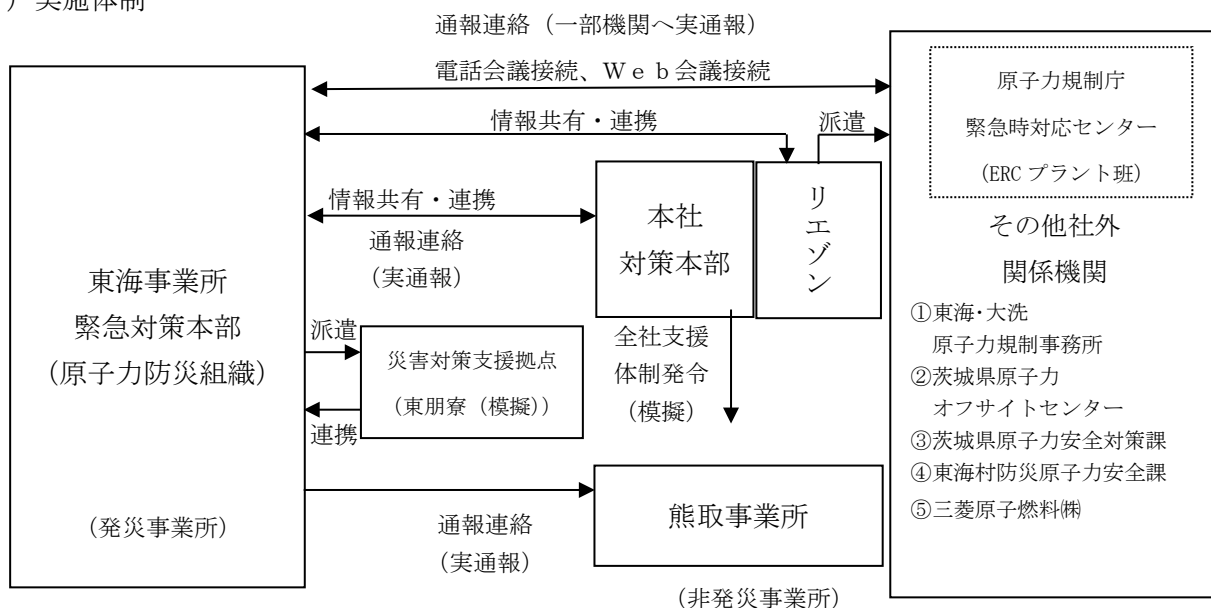 ）実施体制
通報連絡（一部機関へ実通報）
電話会議接続、Ｗｅｂ会議接続
情報共有・連携
派遣
原子力規制庁
緊急時対応センター
(ERC プラント班)
その他社外
関係機関
①東海・大洗
原子力規制事務所
②茨城県原子力
オフサイトセンター
③茨城県原子力安全対策課
④東海村防災原子力安全課
⑤三菱原子燃料㈱
リエゾン
本社
対策本部
情報共有・連携
通報連絡
（実通報）
東海事業所
緊急対策本部
（原子力防災組織）
（発災事業所）
派遣
連携
災害対策支援拠点
（東朋寮（模擬））
全社支援
体制発令
（模擬）
通報連絡
（実通報）
熊取事業所
（非発災事業所）